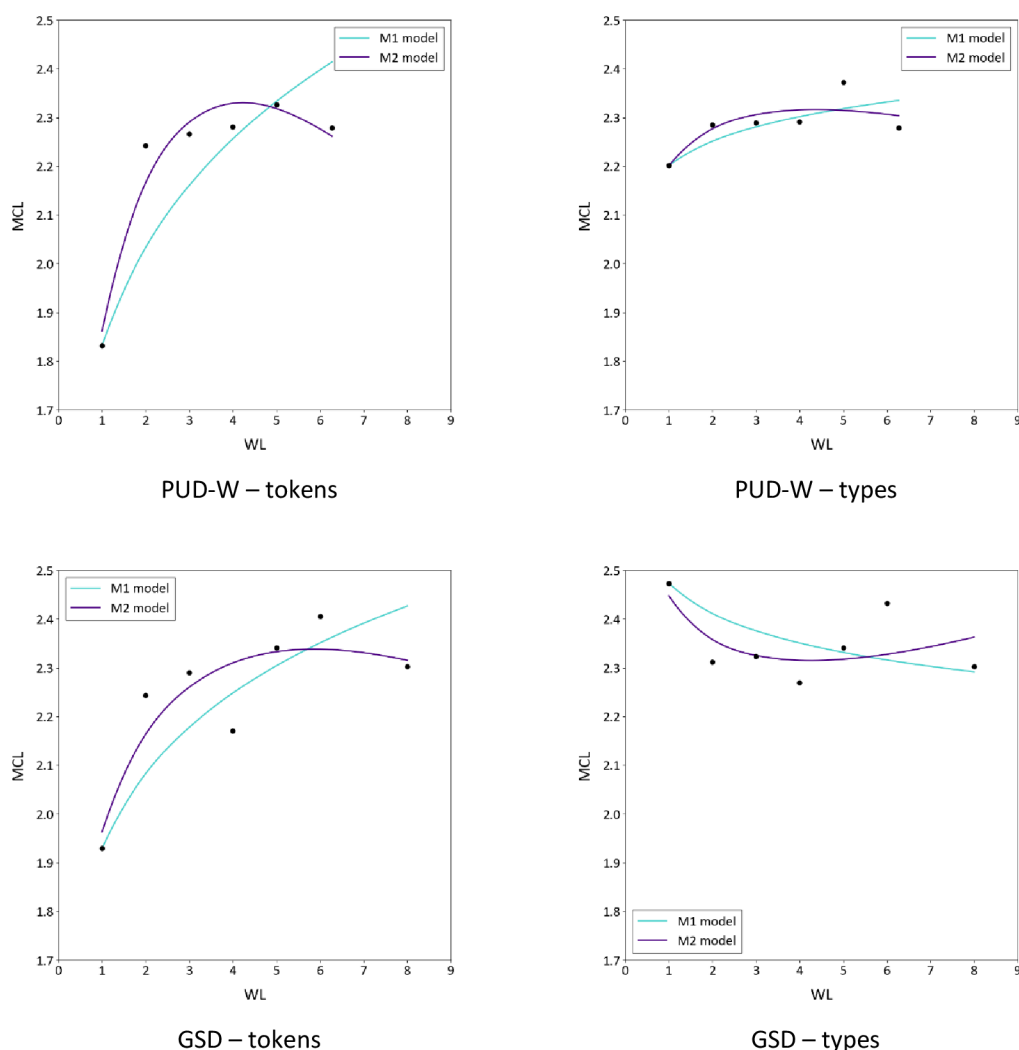 2.5
2.4
2.3
2.2
2.1
2.0
1.9
1.8
1.7
MCL
0 1 2 3 4 5 6 7 8 9
WL
M1 model
M2 model
PUD-W – tokens
2.5
2.4
2.3
2.2
2.1
2.0
1.9
1.8
1.7
MCL
0 1 2 3 4 5 6 7 8 9
WL
M1 model
M2 model
PUD-W – types
2.5
2.4
2.3
2.2
2.1
2.0
1.9
1.8
1.7
MCL
0 1 2 3 4 5 6 7 8 9
WL
M1 model
M2 model
GSD – tokens
2.5
2.4
2.3
2.2
2.1
2.0
1.9
1.8
1.7
MCL
0 1 2 3 4 5 6 7 8 9
WL
M1 model
M2 model
GSD – types